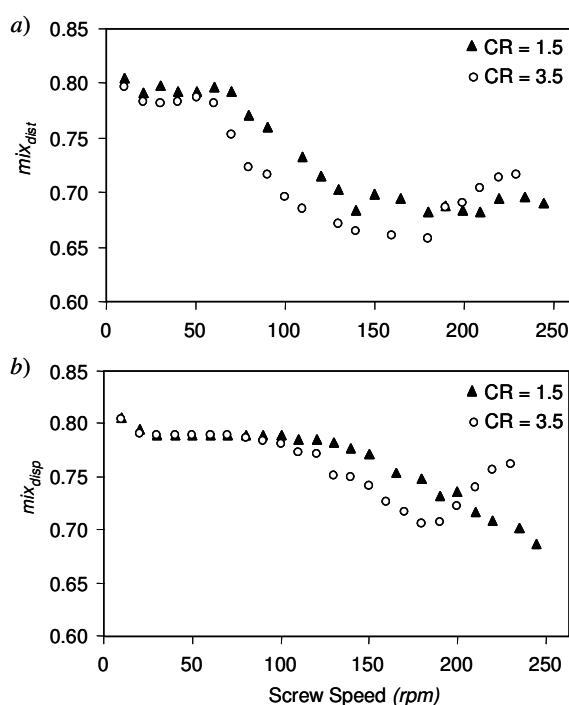 a)
0.85
0.80
0.75
0.70
0.65
0.60
mix_dist
▲ CR = 1.5
○ CR = 3.5
0 50 100 150 200 250
b)
0.85
0.80
0.75
0.70
0.65
0.60
mix_disp
▲ CR = 1.5
○ CR = 3.5
0 50 100 150 200 250
Screw Speed (rpm)